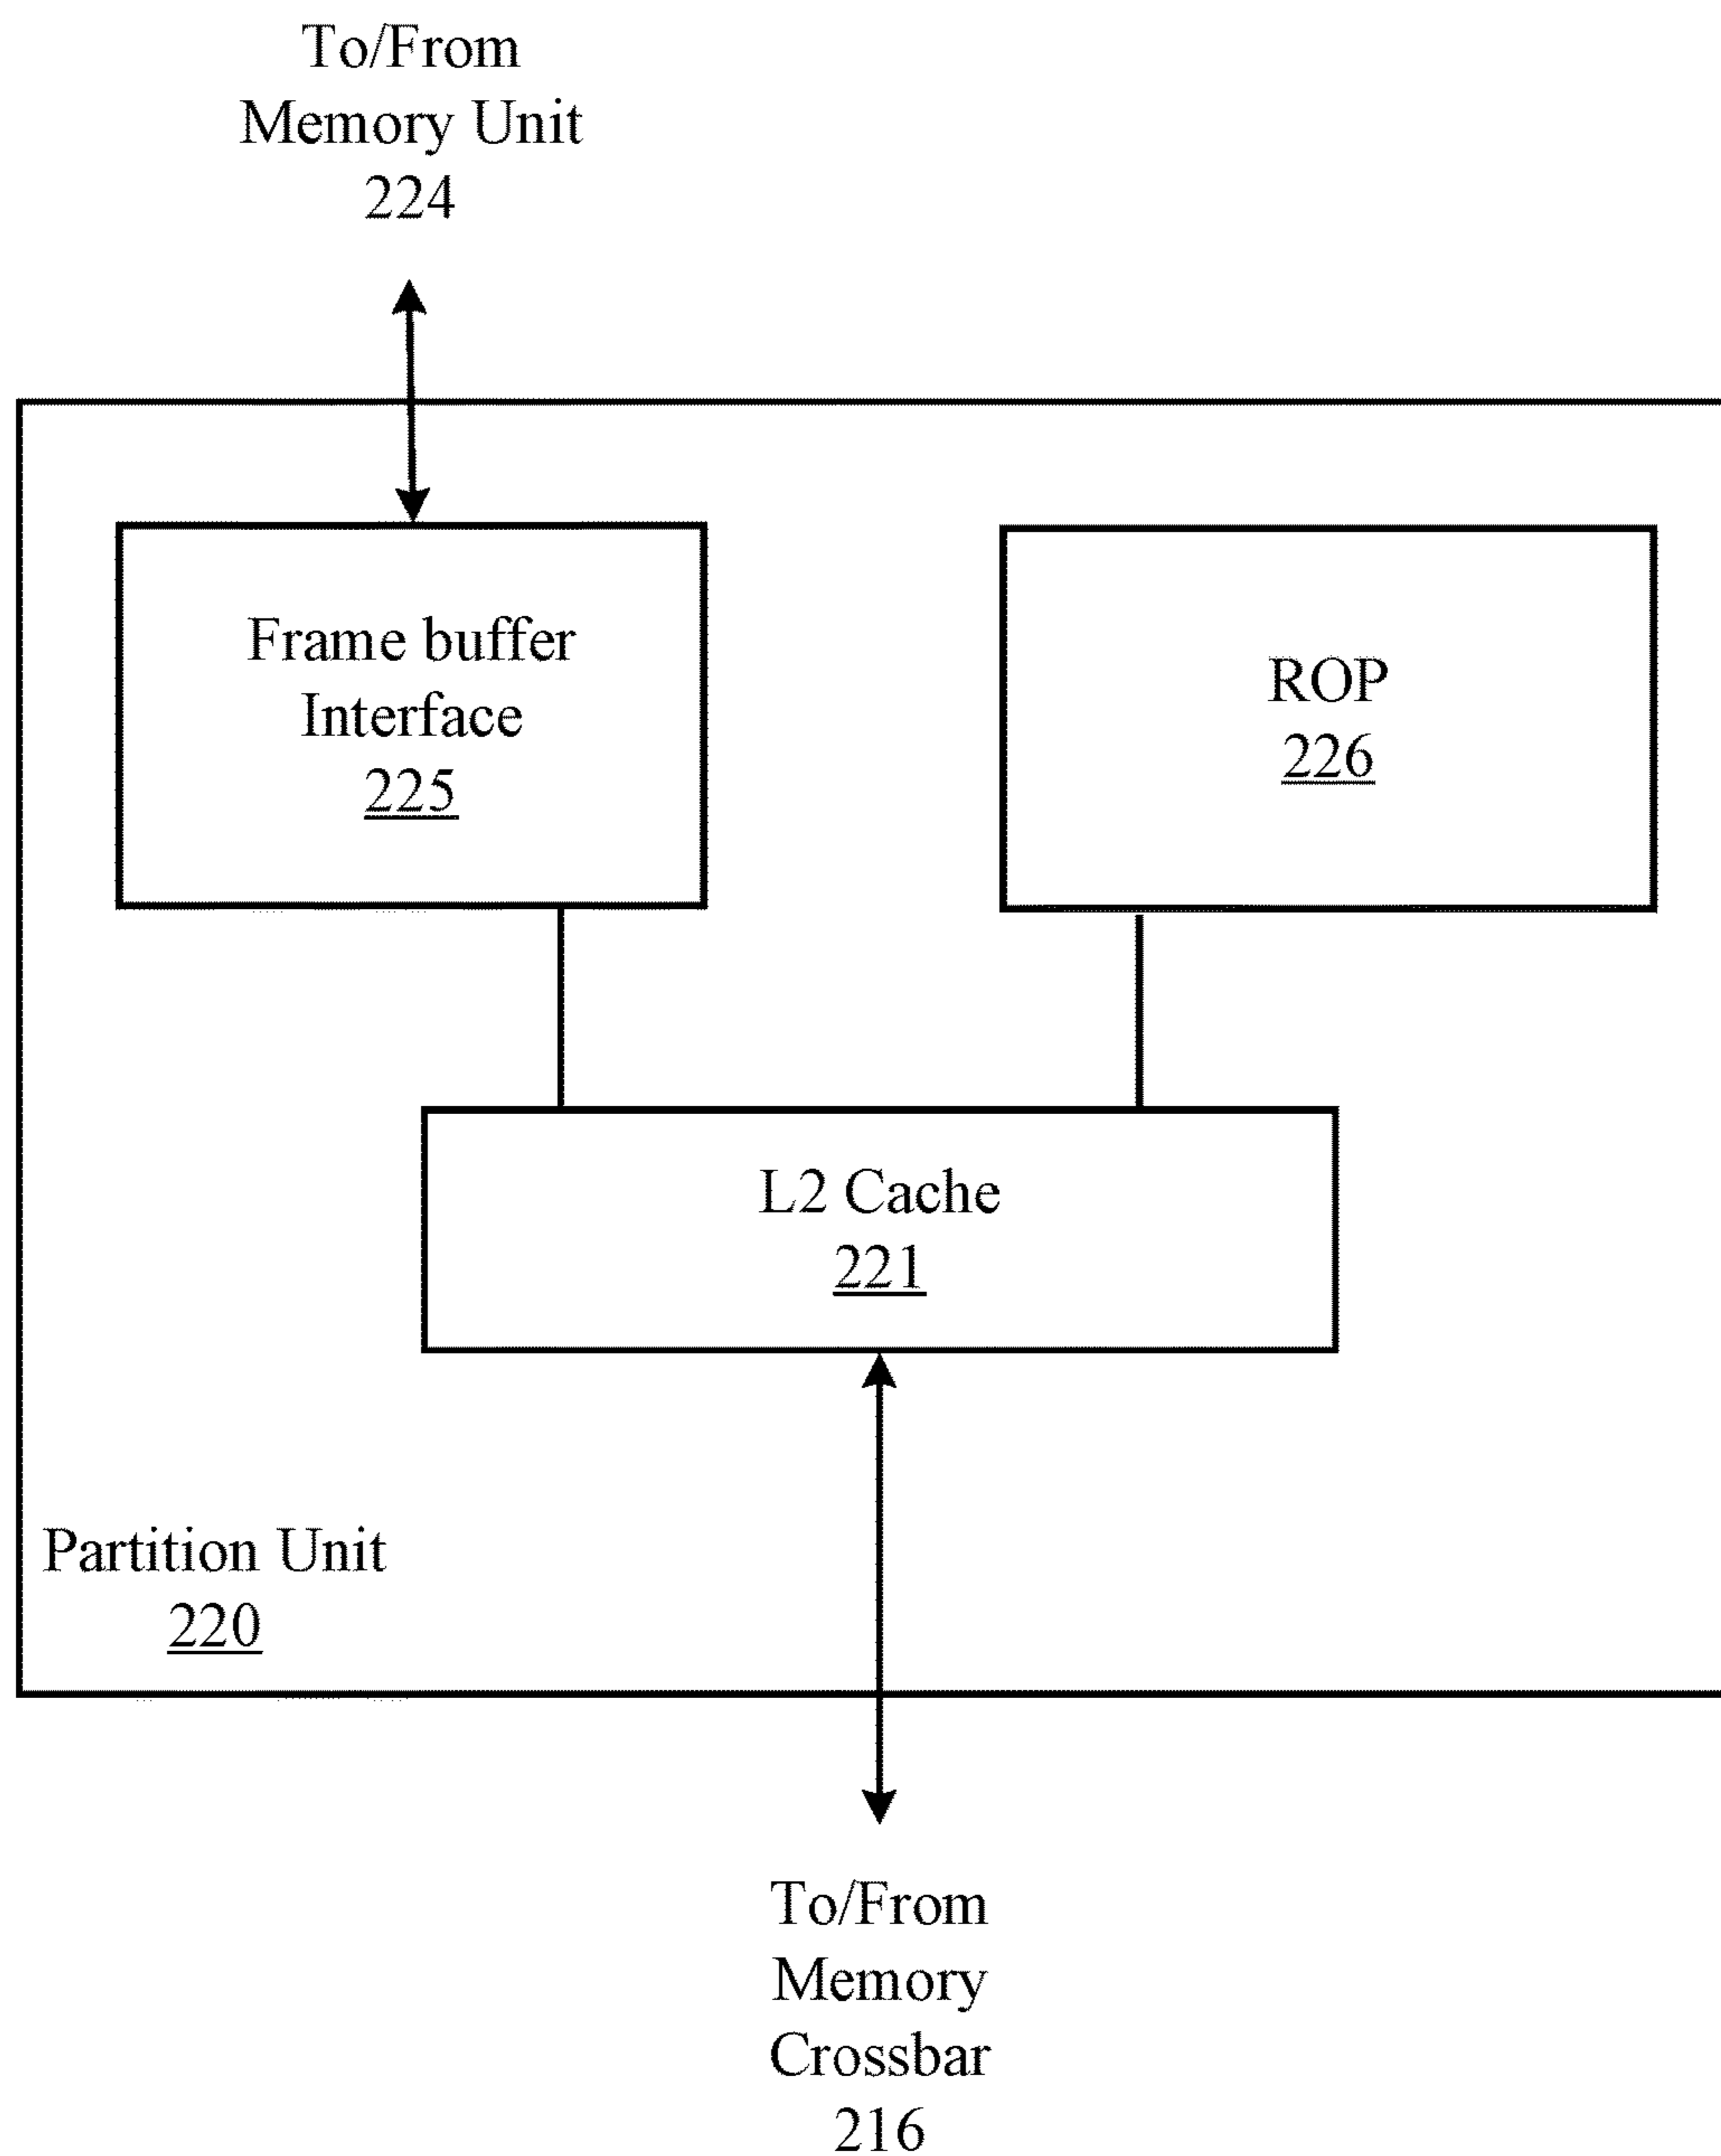 To/From
Memory Unit
224
Frame buffer
Interface
225
ROP
226
L2 Cache
221
Partition Unit
220
To/From
Memory
Crossbar
216